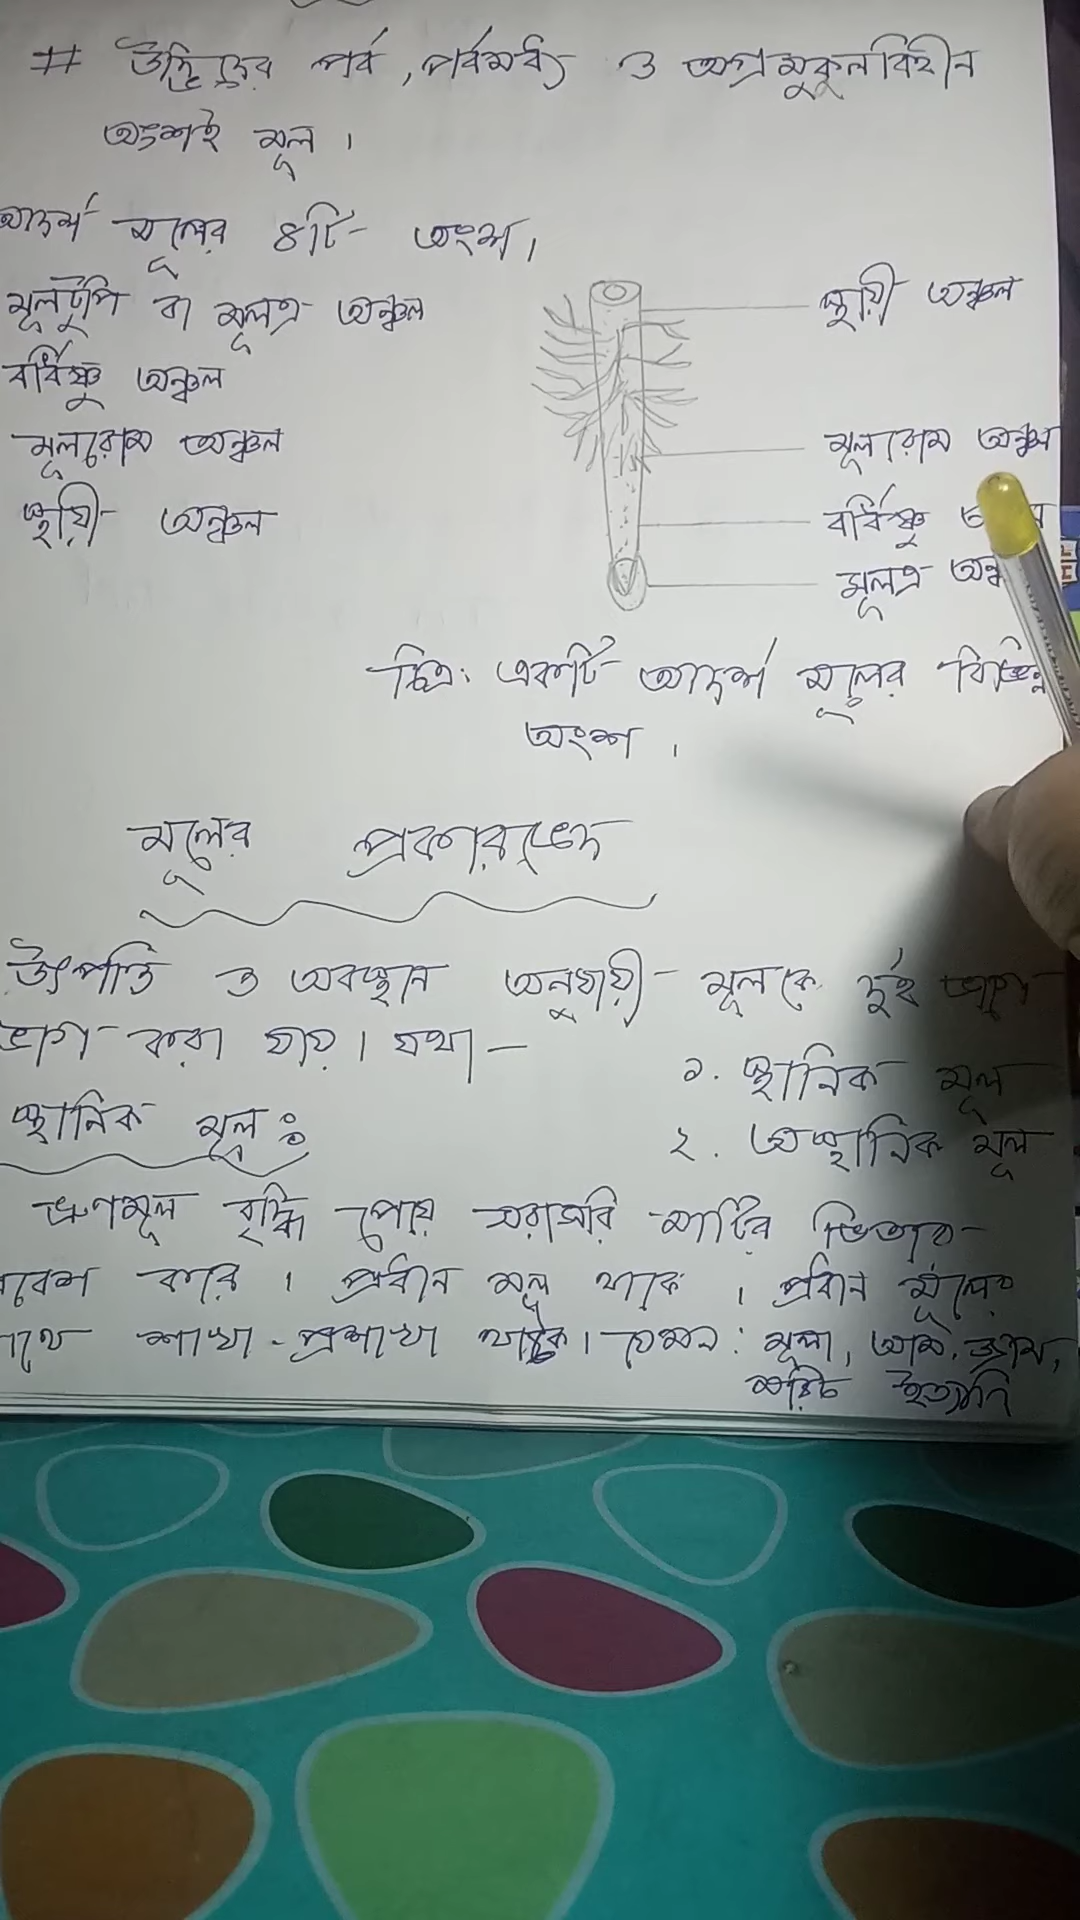 # উদ্ভিদের পর্ব, পর্বমধ্য ও অগ্রমুকুলবিহীন
অংশই মূল।
আদর্শ মূলের ৪টি অংশ।
মূলটুপি বা মূলত্র অঞ্চল
বর্ধিষ্ণু অঞ্চল
মূলরোম অঞ্চল
স্থায়ী অঞ্চল
স্থায়ী অঞ্চল
মূলরোম অঞ্চল
বর্ধিষ্ণু
মূলত্র
চিত্র: একটি আদর্শ মূলের বিভিন্ন
অংশ।
মূলের প্রকারভেদ
উৎপত্তি ও অবস্থান অনুযায়ী মূলকে দুই ভাগে
ভাগ করা যায়। যথা—
১. স্থানিক মূল
২. অস্থানিক মূল
স্থানিক মূল:
ভ্রুণমূল বৃদ্ধি পেয়ে সরাসরি মাটির ভিতরে
করে। প্রধান মূল থাকে। প্রধান মূলের
শাখা-প্রশাখা থাকে। যেমন: মূলা, আম, জাম,
মরিচ ইত্যাদি